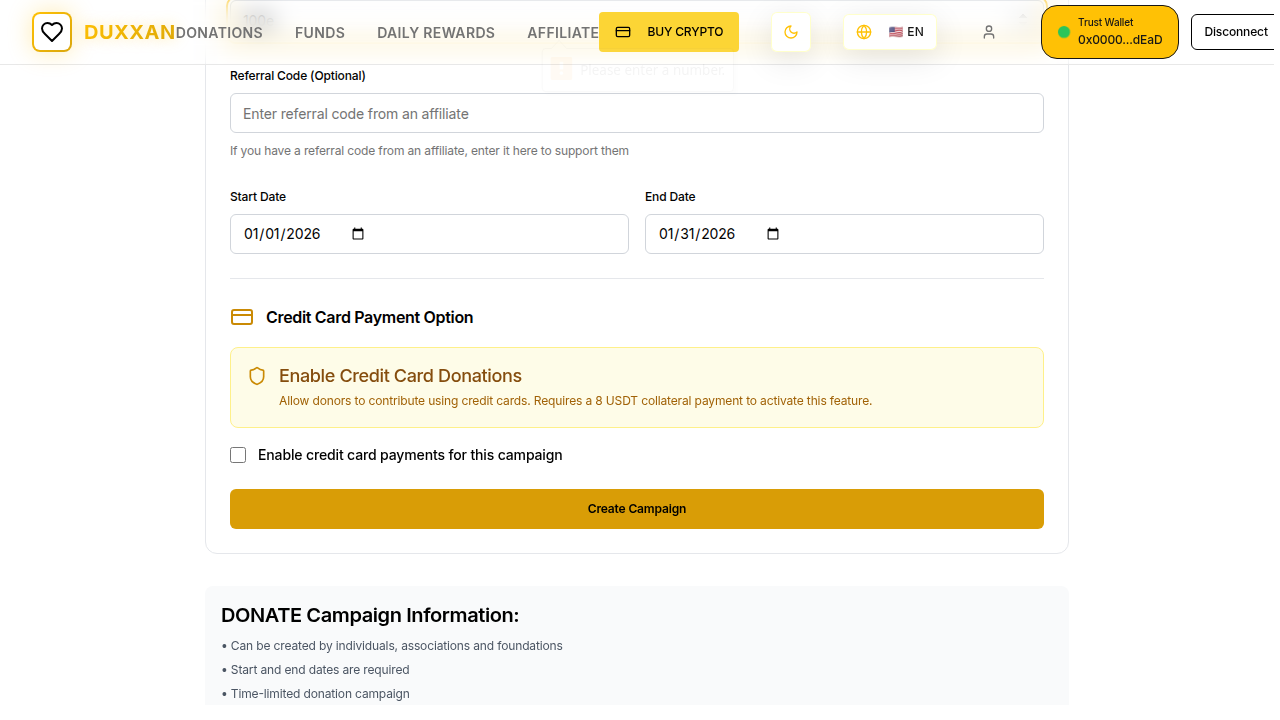 DUXXAN
DONATIONS
FUNDS
DAILY REWARDS
AFFILIATE
BUY CRYPTO
EN
Trust Wallet
0x0000...dEaD
Disconnect
Please enter a number.
Referral Code (Optional)
Enter referral code from an affiliate
If you have a referral code from an affiliate, enter it here to support them
Start Date
End Date
01/01/2026
01/31/2026
Credit Card Payment Option
Enable Credit Card Donations
Allow donors to contribute using credit cards. Requires a 8 USDT collateral payment to activate this feature.
Enable credit card payments for this campaign
Create Campaign
DONATE Campaign Information:
• Can be created by individuals, associations and foundations
• Start and end dates are required
• Time-limited donation campaign